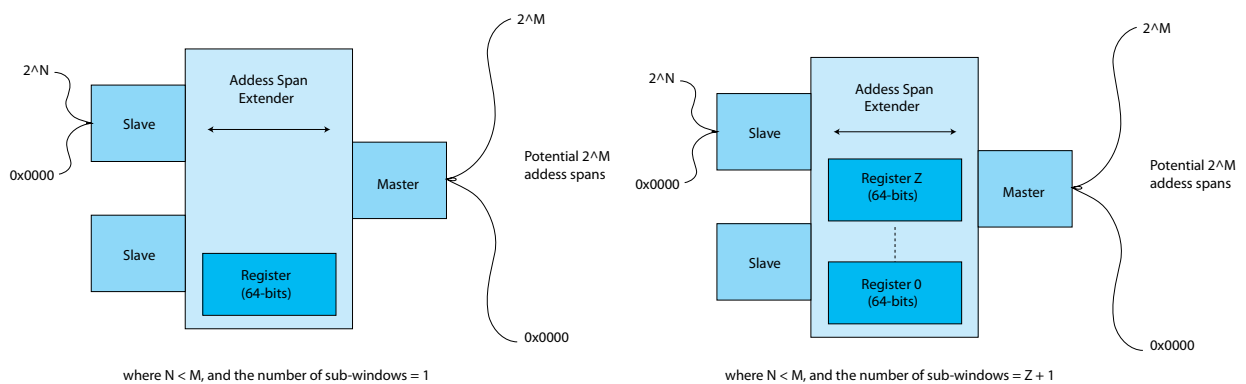 2^M
2^N
Addess Span
Extender
Slave
0x0000
Master
Potential 2^M
addess spans
Slave
Register
(64-bits)
0x0000
where N < M, and the number of sub-windows = 1
2^M
2^N
Addess Span
Extender
Slave
0x0000
Register Z
(64-bits)
Master
Potential 2^M
addess spans
Slave
Register 0
(64-bits)
0x0000
where N < M, and the number of sub-windows = Z + 1